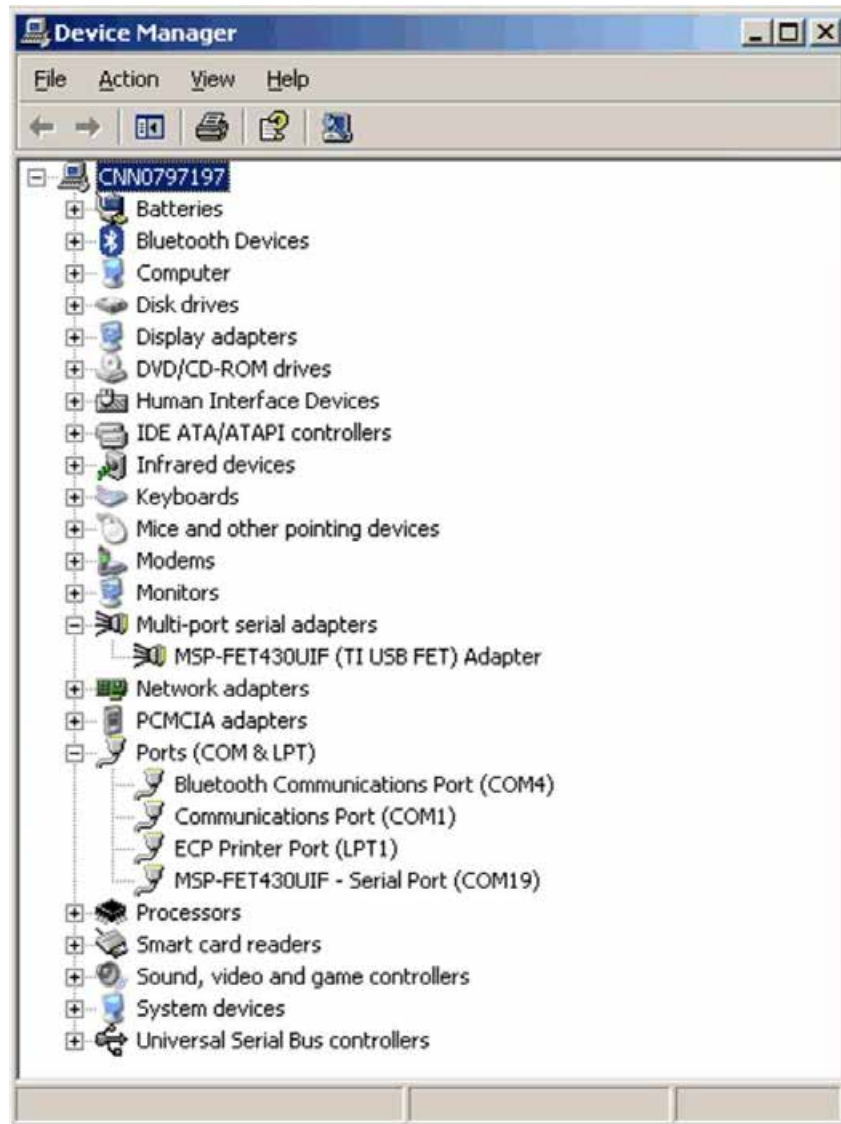 Device Manager
File Action View Help
CNN0797197
Batteries
Bluetooth Devices
Computer
Disk drives
Display adapters
DVD/CD-ROM drives
Human Interface Devices
IDE ATA/ATAPI controllers
Infrared devices
Keyboards
Mice and other pointing devices
Modems
Monitors
Multi-port serial adapters
MSP-FET430UIF (TI USB FET) Adapter
Network adapters
PCMCIA adapters
Ports (COM & LPT)
Bluetooth Communications Port (COM4)
Communications Port (COM1)
ECP Printer Port (LPT1)
MSP-FET430UIF - Serial Port (COM19)
Processors
Smart card readers
Sound, video and game controllers
System devices
Universal Serial Bus controllers